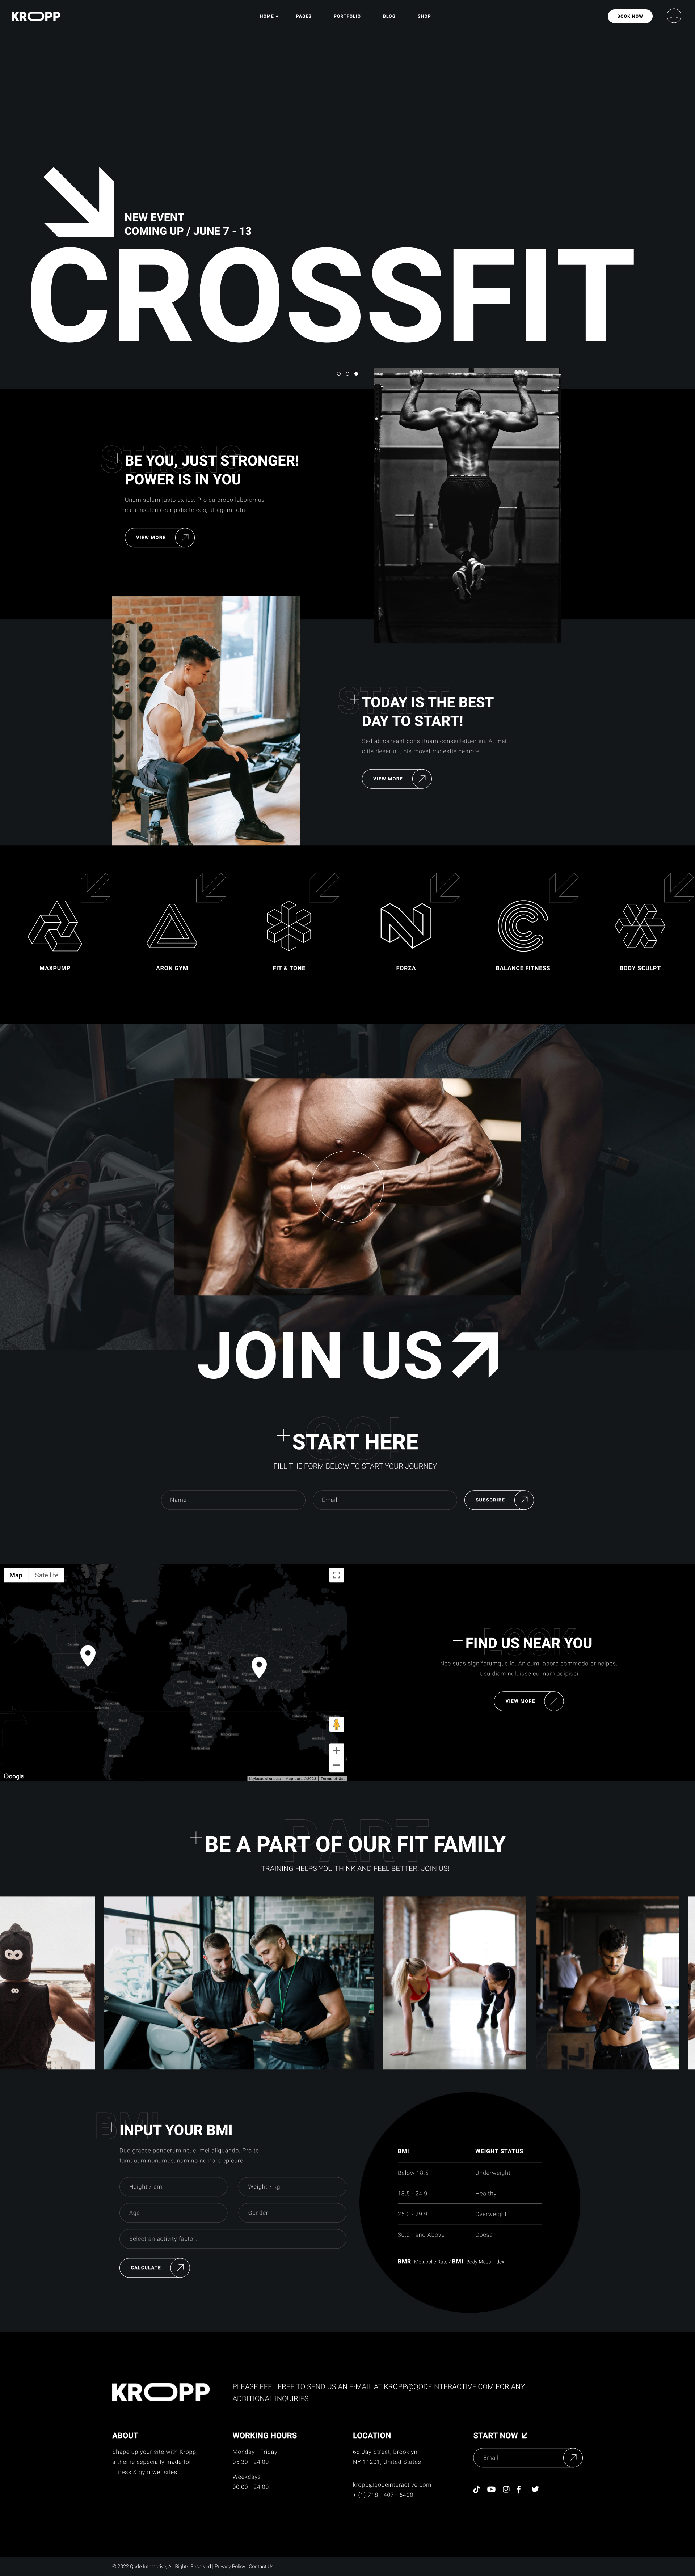 KROPP
HOME PAGES PORTFOLIO BLOG SHOP
BOOK NOW
NEW EVENT
COMING UP / JUNE 7 - 13
CROSSFIT
STRONG
BE YOU, JUST STRONGER!
POWER IS IN YOU
Unum solum justo ex ius. Pro cu probo laboramus
eius insolens euripidis te eos, ut agam tota.
VIEW MORE
START
TODAY IS THE BEST
DAY TO START!
Sed abhorreant constituam consectetuer eu. At mei
clita deserunt, his movet molestie nemore.
VIEW MORE
MAXPUMP
ARON GYM
FIT & TONE
FORZA
BALANCE FITNESS
BODY SCULPT
JOIN US
GO!
START HERE
FILL THE FORM BELOW TO START YOUR JOURNEY
Name
Email
SUBSCRIBE
Map Satellite
Google
Keyboard shortcuts Map data ©2023 Terms of Use
LOOK
FIND US NEAR YOU
Nec suas signiferumque id. An eum labore commodo principes.
Usu diam noluisse cu, nam adipisci
VIEW MORE
PART
BE A PART OF OUR FIT FAMILY
TRAINING HELPS YOU THINK AND FEEL BETTER. JOIN US!
BMI
INPUT YOUR BMI
Duo graece ponderum ne, ei mel aliquando. Pro te
tamquam nonumes, nam no nemore epicurei
Height / cm
Weight / kg
Age
Gender
Select an activity factor:
CALCULATE
BMI WEIGHT STATUS
Below 18.5 Underweight
18.5 - 24.9 Healthy
25.0 - 29.9 Overweight
30.0 - and Above Obese
BMR Metabolic Rate / BMI Body Mass Index
KROPP
PLEASE FEEL FREE TO SEND US AN E-MAIL AT KROPP@QODEINTERACTIVE.COM FOR ANY
ADDITIONAL INQUIRIES
ABOUT
Shape up your site with Kropp,
a theme especially made for
fitness & gym websites.
WORKING HOURS
Monday - Friday
05:30 - 24:00
Weekdays
00:00 - 24:00
LOCATION
68 Jay Street, Brooklyn,
NY 11201, United States
kropp@qodeinteractive.com
+ (1) 718 - 407 - 6400
START NOW
Email
© 2022 Qode Interactive, All Rights Reserved | Privacy Policy | Contact Us